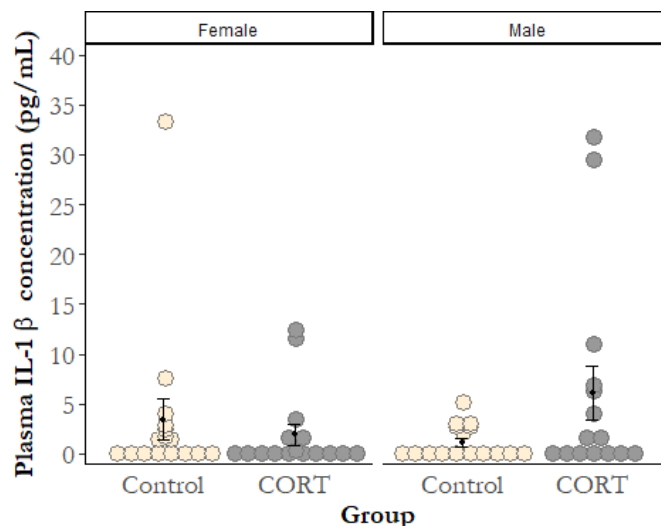 Female Male
Plasma IL-1 β concentration (pg/mL)
40
35
30
25
20
15
10
5
0
Control CORT Control CORT
Group